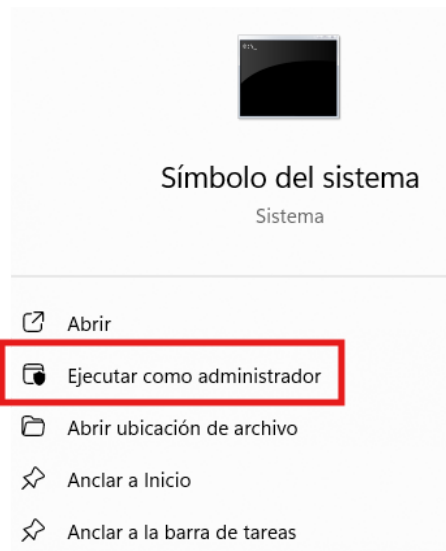 Símbolo del sistema
Sistema
Abrir
Ejecutar como administrador
Abrir ubicación de archivo
Anclar a Inicio
Anclar a la barra de tareas